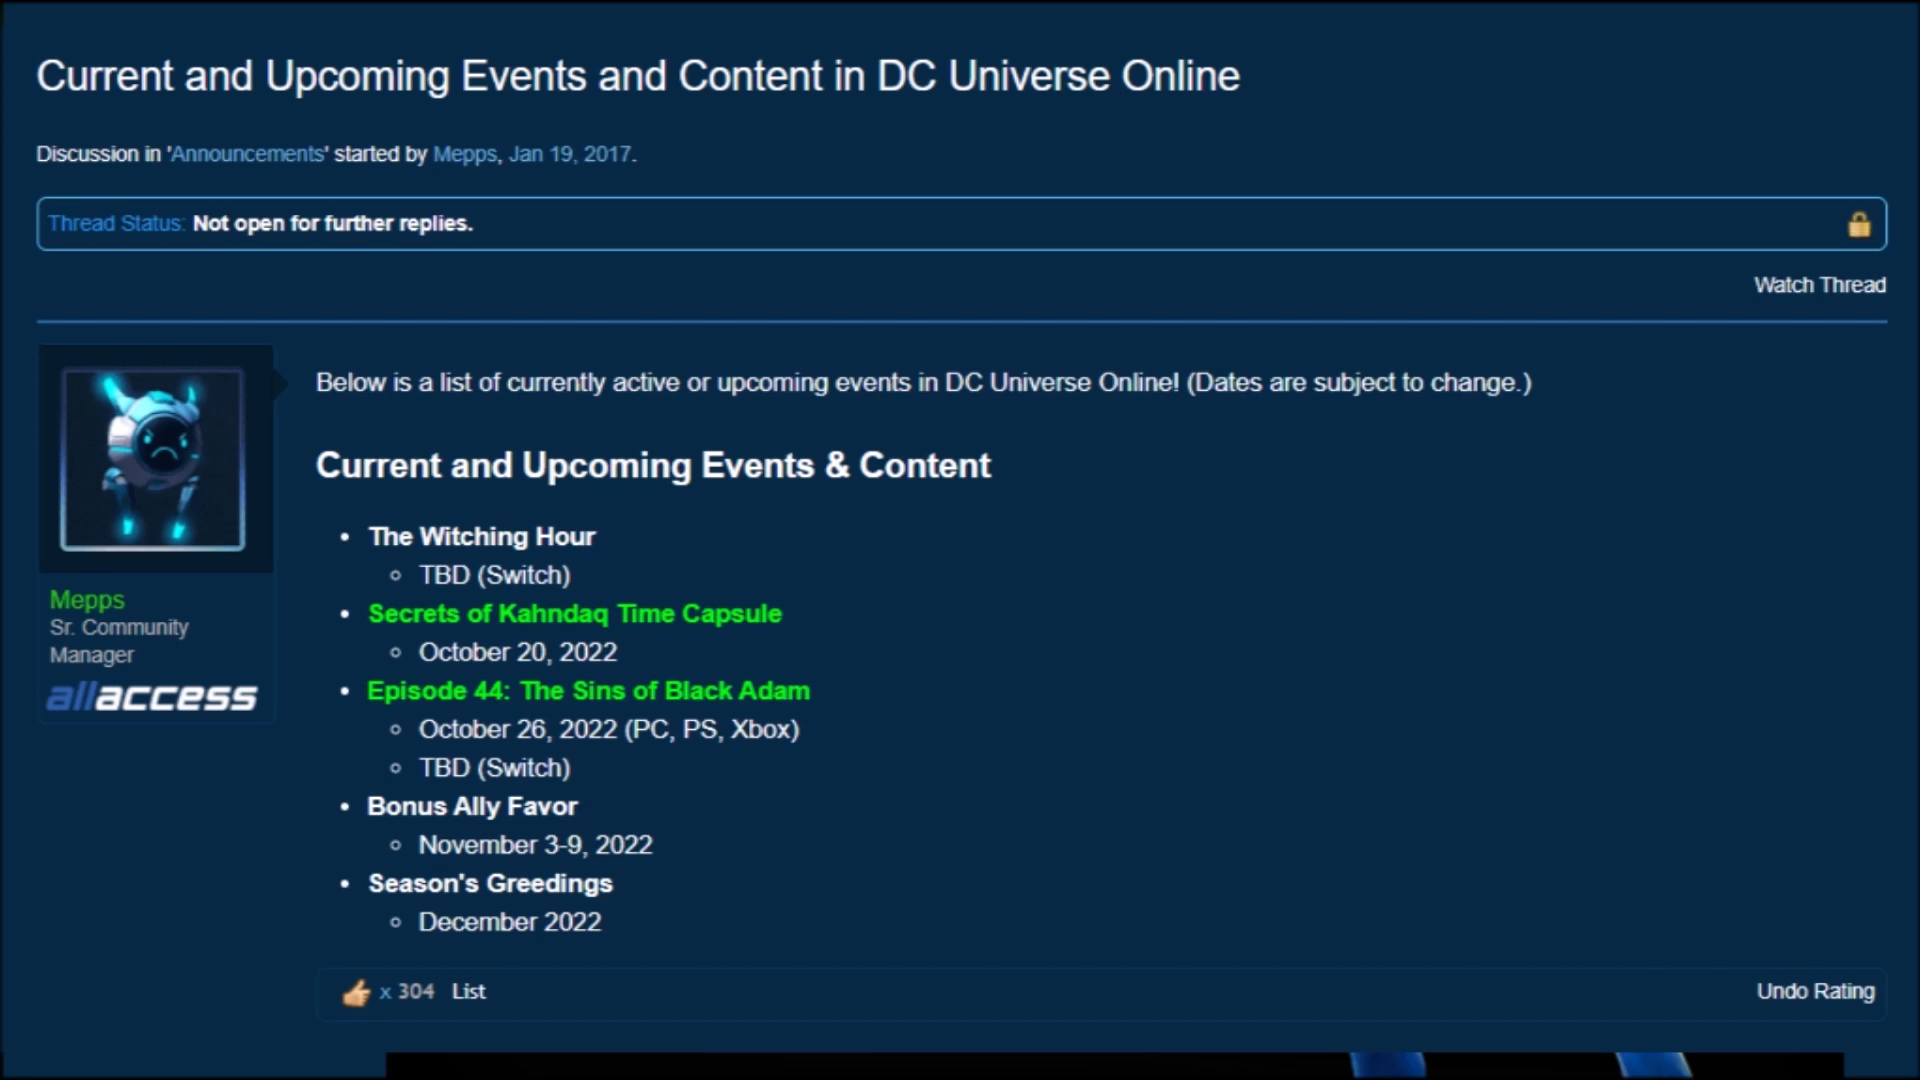 Current and Upcoming Events and Content in DC Universe Online
Discussion in 'Announcements' started by Mepps, Jan 19, 2017.
Thread Status: Not open for further replies.
Watch Thread
Below is a list of currently active or upcoming events in DC Universe Online! (Dates are subject to change.)
Current and Upcoming Events & Content
• The Witching Hour
○ TBD (Switch)
• Secrets of Kahndaq Time Capsule
○ October 20, 2022
• Episode 44: The Sins of Black Adam
○ October 26, 2022 (PC, PS, Xbox)
○ TBD (Switch)
• Bonus Ally Favor
○ November 3-9, 2022
• Season's Greedings
○ December 2022
Mepps
Sr. Community
Manager
allaccess
x 304 List
Undo Rating